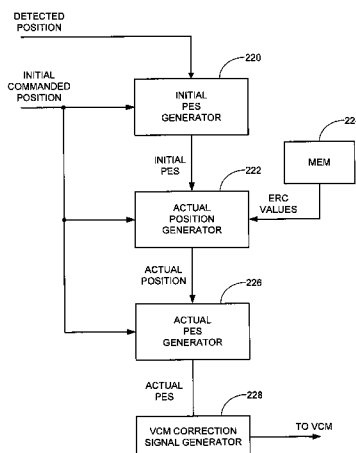 DETECTED
POSITION
220
INITIAL
COMMANDED
POSITION
INITIAL
PES
GENERATOR
22
INITIAL
PES
222
MEM
ACTUAL
POSITION
GENERATOR
ERC
VALUES
ACTUAL
POSITION
226
ACTUAL
PES
GENERATOR
ACTUAL
PES
228
VCM CORRECTION
SIGNAL GENERATOR
TO VCM